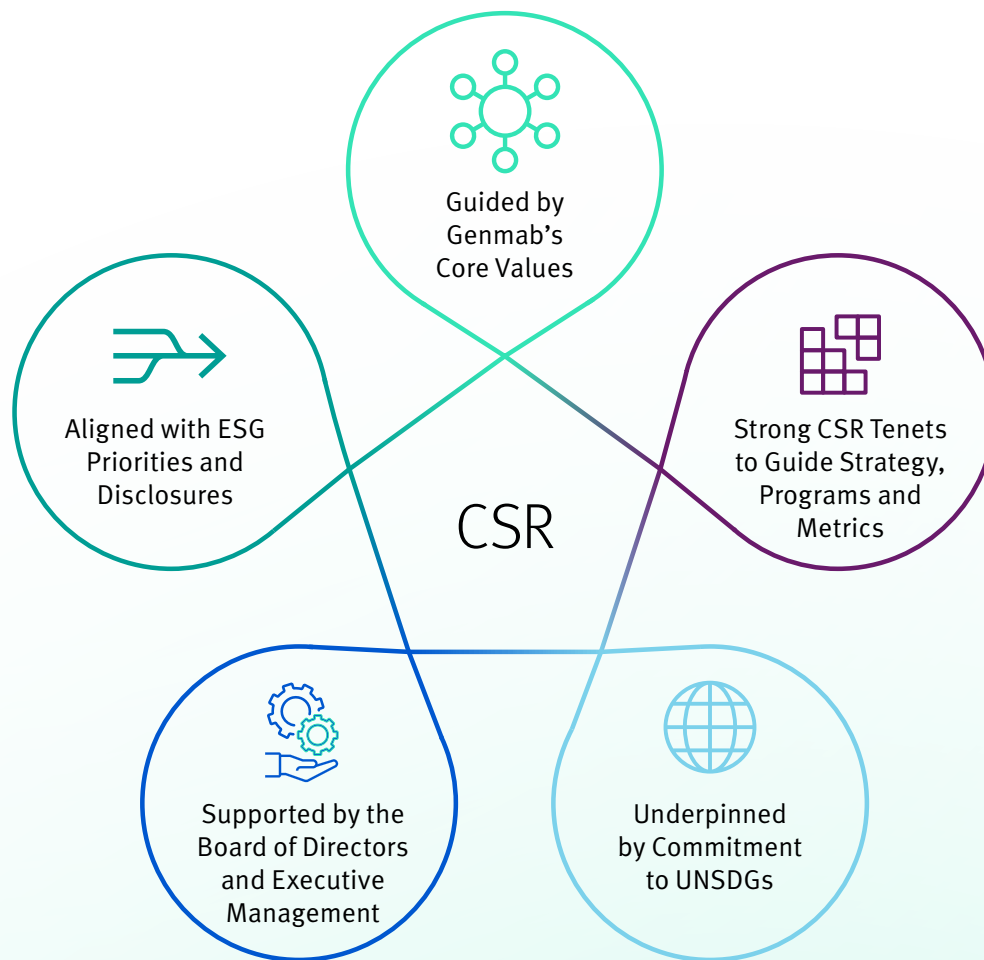 Guided by
Genmab’s
Core Values
Aligned with ESG
Priorities and
Disclosures
Strong CSR Tenets
to Guide Strategy,
Programs and
Metrics
CSR
Supported by the
Board of Directors
and Executive
Management
Underpinned
by Commitment
to UNSDGs